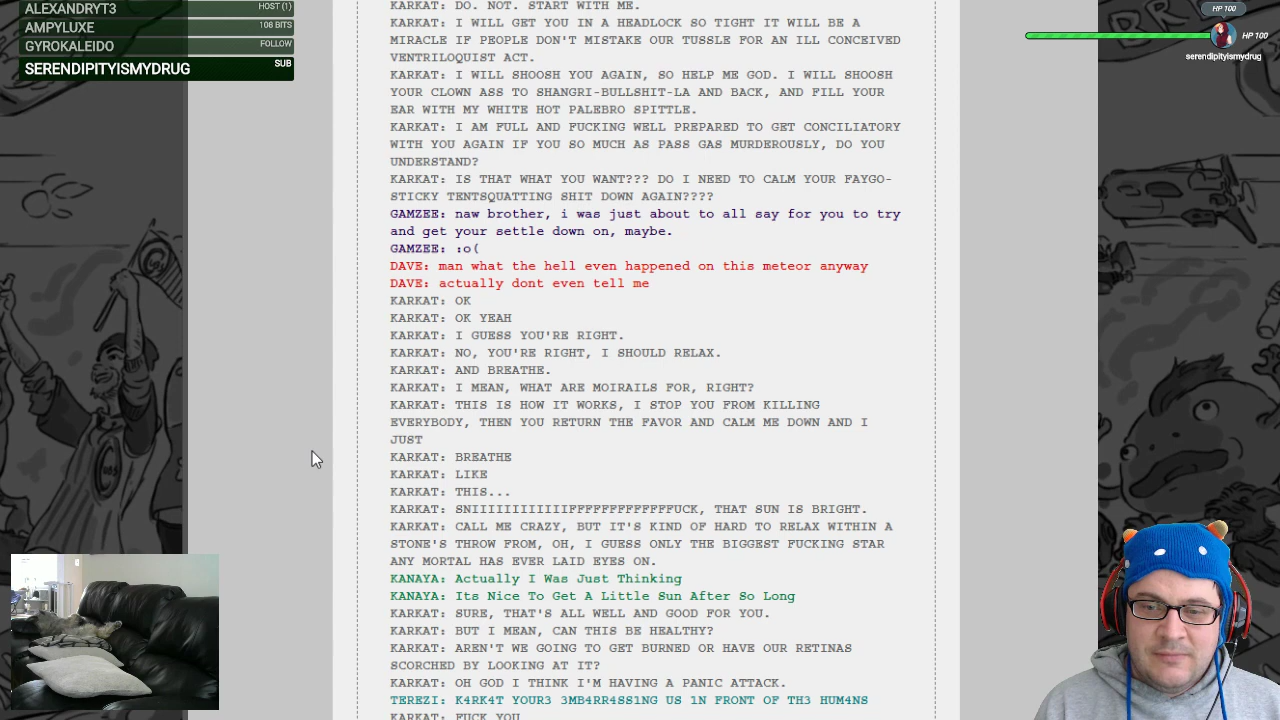 ALEXANDRYT3 HOST (1)
AMPYLUXE 108 BITS
GYROKALEIDO FOLLOW
SERENDIPITYISMYDRUG SUB
HP 100
HP 100
serendipityismydrug
KARKAT: DO. NOT. START WITH ME.
KARKAT: I WILL GET YOU IN A HEADLOCK SO TIGHT IT WILL BE A
MIRACLE IF PEOPLE DON'T MISTAKE OUR TUSSLE FOR AN ILL CONCEIVED
VENTRILOQUIST ACT.
KARKAT: I WILL SHOOSH YOU AGAIN, SO HELP ME GOD. I WILL SHOOSH
YOUR CLOWN ASS TO SHANGRI-BULLSHIT-LA AND BACK, AND FILL YOUR
EAR WITH MY WHITE HOT PALEBRO SPITTLE.
KARKAT: I AM FULL AND FUCKING WELL PREPARED TO GET CONCILIATORY
WITH YOU AGAIN IF YOU SO MUCH AS PASS GAS MURDEROUSLY, DO YOU
UNDERSTAND?
KARKAT: IS THAT WHAT YOU WANT??? DO I NEED TO CALM YOUR FAYGO-
STICKY TENTSQUATTING SHIT DOWN AGAIN????
GAMZEE: naw brother, i was just about to all say for you to try
and get your settle down on, maybe.
GAMZEE: :o(
DAVE: man what the hell even happened on this meteor anyway
DAVE: actually dont even tell me
KARKAT: OK
KARKAT: OK YEAH
KARKAT: I GUESS YOU'RE RIGHT.
KARKAT: NO, YOU'RE RIGHT, I SHOULD RELAX.
KARKAT: AND BREATHE.
KARKAT: I MEAN, WHAT ARE MOIRAILS FOR, RIGHT?
KARKAT: THIS IS HOW IT WORKS, I STOP YOU FROM KILLING
EVERYBODY, THEN YOU RETURN THE FAVOR AND CALM ME DOWN AND I
JUST
KARKAT: BREATHE
KARKAT: LIKE
KARKAT: THIS...
KARKAT: SNIIIIIIIIIIIFFFFFFFFFFFFUCK, THAT SUN IS BRIGHT.
KARKAT: CALL ME CRAZY, BUT IT'S KIND OF HARD TO RELAX WITHIN A
STONE'S THROW FROM, OH, I GUESS ONLY THE BIGGEST FUCKING STAR
ANY MORTAL HAS EVER LAID EYES ON.
KANAYA: Actually I Was Just Thinking
KANAYA: Its Nice To Get A Little Sun After So Long
KARKAT: SURE, THAT'S ALL WELL AND GOOD FOR YOU.
KARKAT: BUT I MEAN, CAN THIS BE HEALTHY?
KARKAT: AREN'T WE GOING TO GET BURNED OR HAVE OUR RETINAS
SCORCHED BY LOOKING AT IT?
KARKAT: OH GOD I THINK I'M HAVING A PANIC ATTACK.
TEREZI: K4RK4T YOUR3 3MB4RR4SS1NG US 1N FRONT OF TH3 HUM4NS
KARKAT: FUCK YOU